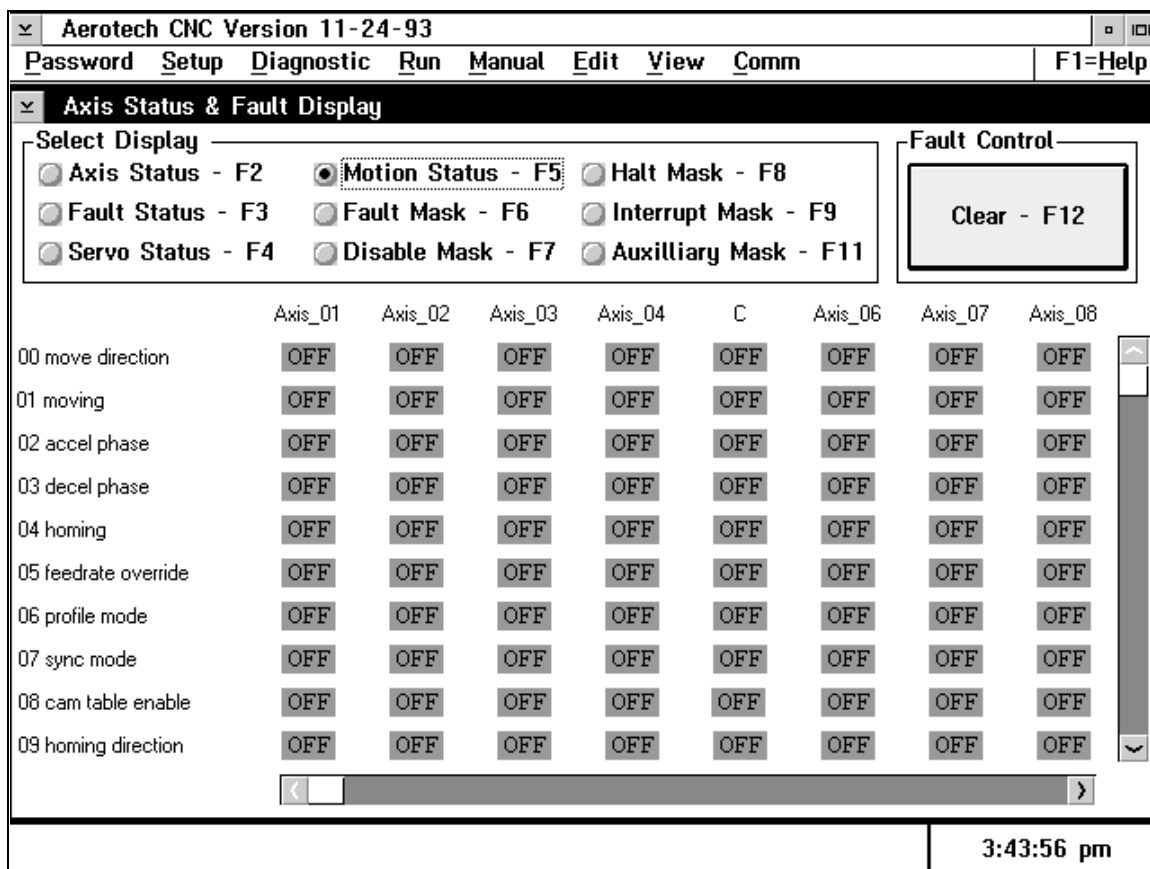 Aerotech CNC Version 11-24-93
Password Setup Diagnostic Run Manual Edit View Comm F1=Help
Axis Status & Fault Display
Select Display Fault Control
Axis Status - F2 Motion Status - F5 Halt Mask - F8
Fault Status - F3 Fault Mask - F6 Interrupt Mask - F9 Clear - F12
Servo Status - F4 Disable Mask - F7 Auxilliary Mask - F11
Axis_01 Axis_02 Axis_03 Axis_04 C Axis_06 Axis_07 Axis_08
00 move direction OFF OFF OFF OFF OFF OFF OFF OFF
01 moving OFF OFF OFF OFF OFF OFF OFF OFF
02 accel phase OFF OFF OFF OFF OFF OFF OFF OFF
03 decel phase OFF OFF OFF OFF OFF OFF OFF OFF
04 homing OFF OFF OFF OFF OFF OFF OFF OFF
05 feedrate override OFF OFF OFF OFF OFF OFF OFF OFF
06 profile mode OFF OFF OFF OFF OFF OFF OFF OFF
07 sync mode OFF OFF OFF OFF OFF OFF OFF OFF
08 cam table enable OFF OFF OFF OFF OFF OFF OFF OFF
09 homing direction OFF OFF OFF OFF OFF OFF OFF OFF
3:43:56 pm